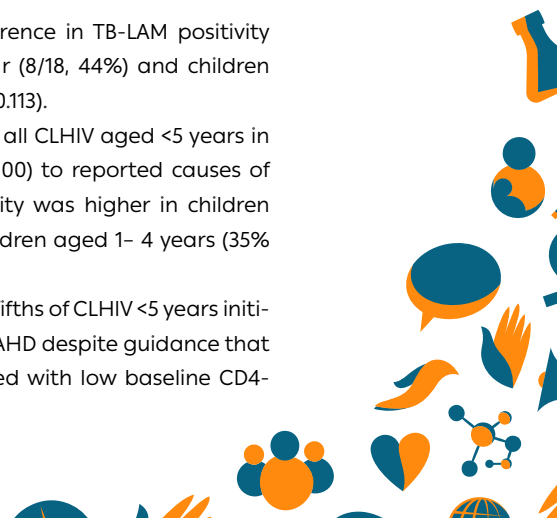 rence in TB-LAM positivity
r (8/18, 44%) and children
0.113).
all CLHIV aged <5 years in
00) to reported causes of
ity was higher in children
dren aged 1– 4 years (35%
ifths of CLHIV <5 years initi-
AHD despite guidance that
ed with low baseline CD4-